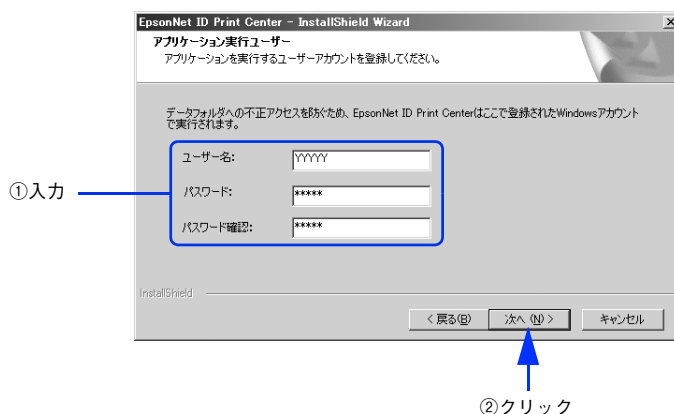 EpsonNet ID Print Center - InstallShield Wizard
アプリケーション実行ユーザー
アプリケーションを実行するユーザーアカウントを登録してください。
データフォルダへの不正アクセスを防ぐため、EpsonNet ID Print Centerはここで登録されたWindowsアカウント
で実行されます。
ユーザー名: YYYYY
①入力
パスワード: *****
パスワード確認: *****
InstallShield
< 戻る(B) 次へ (N) > キャンセル
②クリック